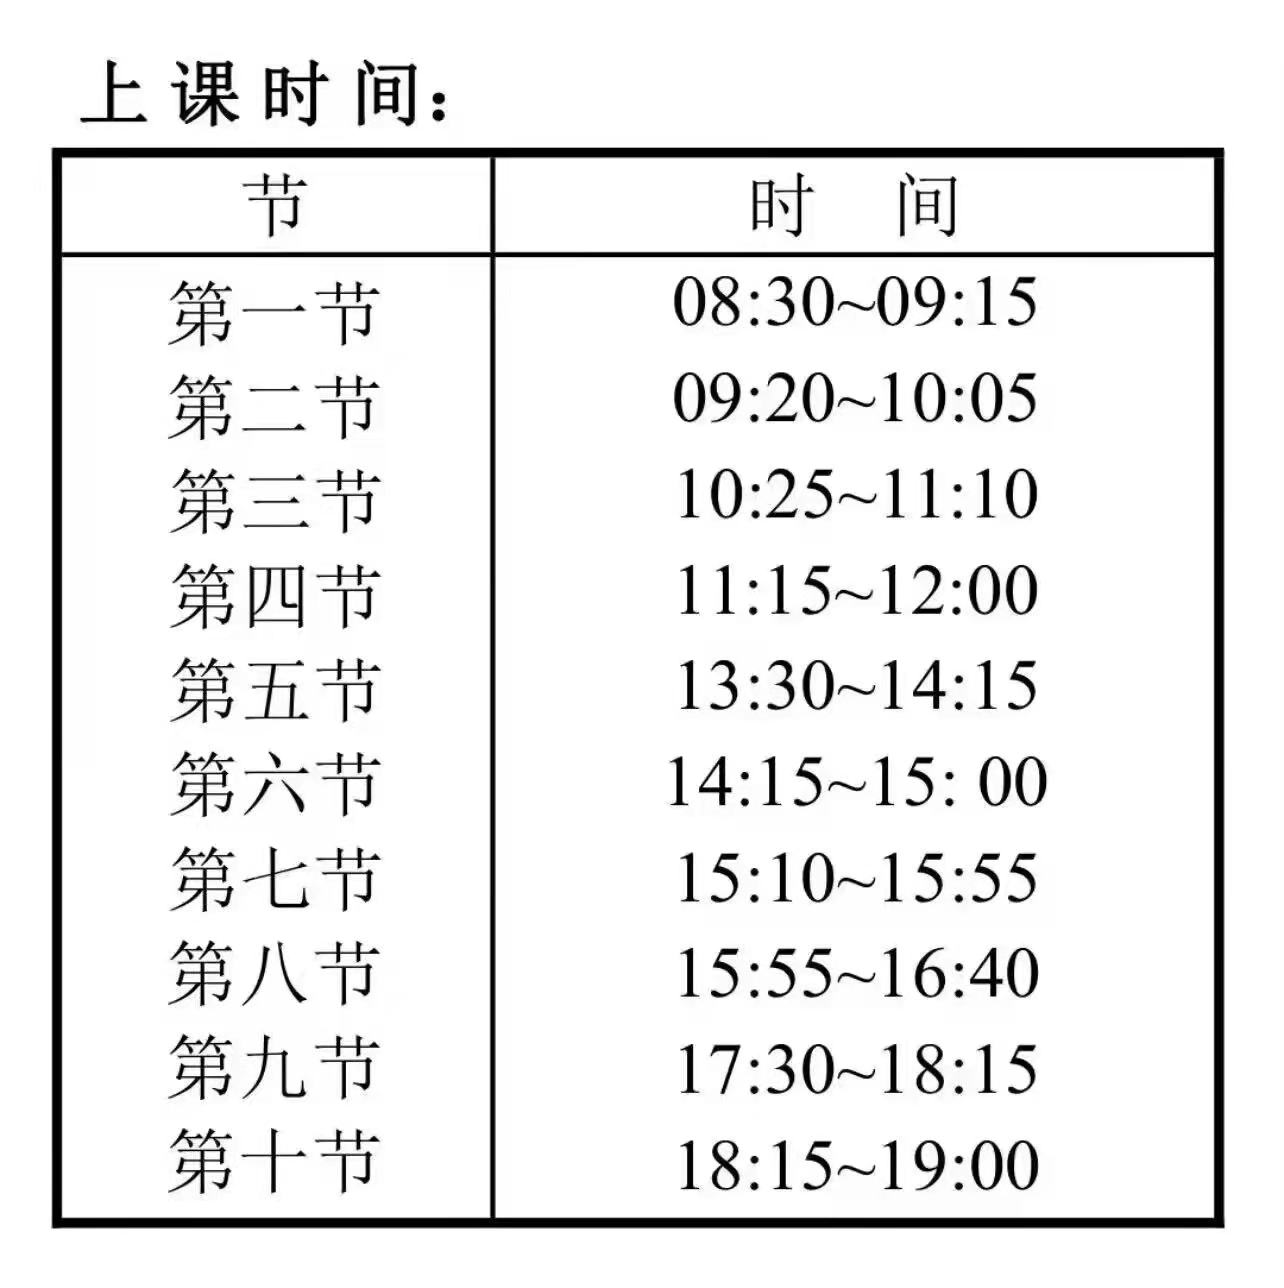 上课时间：
节 时 间
第一节 08:30~09:15
第二节 09:20~10:05
第三节 10:25~11:10
第四节 11:15~12:00
第五节 13:30~14:15
第六节 14:15~15: 00
第七节 15:10~15:55
第八节 15:55~16:40
第九节 17:30~18:15
第十节 18:15~19:00